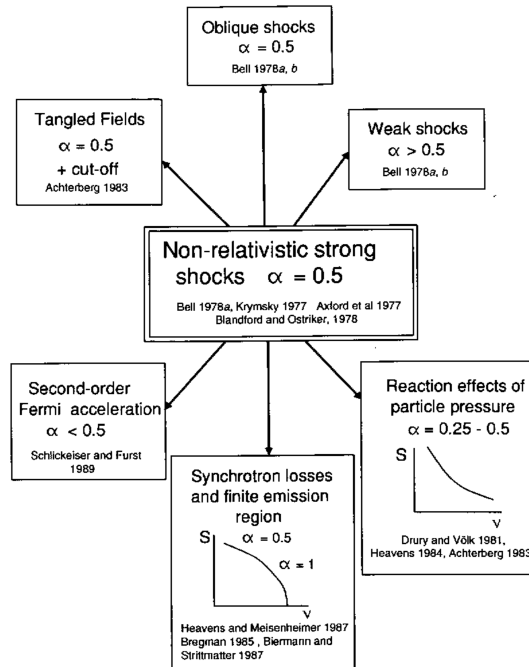 Oblique shocks
α = 0.5
Bell 1978a, b
Tangled Fields
α = 0.5
+ cut-off
Achterberg 1983
Weak shocks
α > 0.5
Bell 1978a, b
Non-relativistic strong
shocks α = 0.5
Bell 1978a, Krymsky 1977 Axford et al 1977
Blandford and Ostriker, 1978
Second-order
Fermi acceleration
α < 0.5
Schlickeiser and Furst
1989
Synchrotron losses
and finite emission
region
S
α = 0.5
α = 1
ν
Heavens and Meisenheimer 1987
Bregman 1985 , Biermann and
Strittmatter 1987
Reaction effects of
particle pressure
α = 0.25 - 0.5
S
ν
Drury and Völk 1981,
Heavens 1984, Achterberg 1983